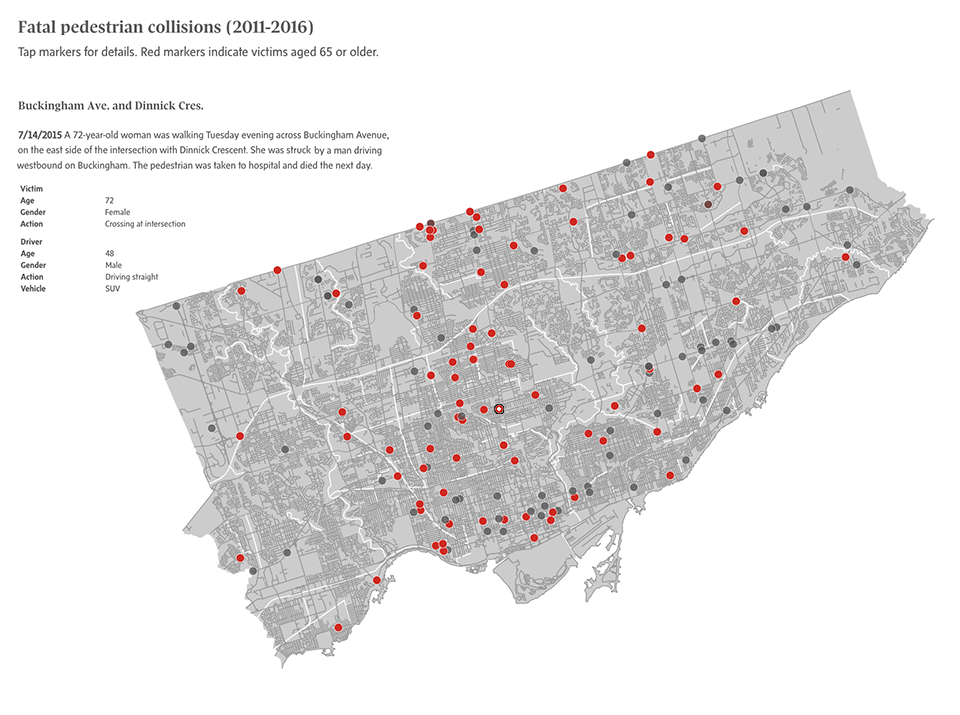 Fatal pedestrian collisions (2011-2016)
Tap markers for details. Red markers indicate victims aged 65 or older.
Buckingham Ave. and Dinnick Cres.
7/14/2015 A 72-year-old woman was walking Tuesday evening across Buckingham Avenue,
on the east side of the intersection with Dinnick Crescent. She was struck by a man driving
westbound on Buckingham. The pedestrian was taken to hospital and died the next day.
Victim
Age 72
Gender Female
Action Crossing at intersection
Driver
Age 48
Gender Male
Action Driving straight
Vehicle SUV